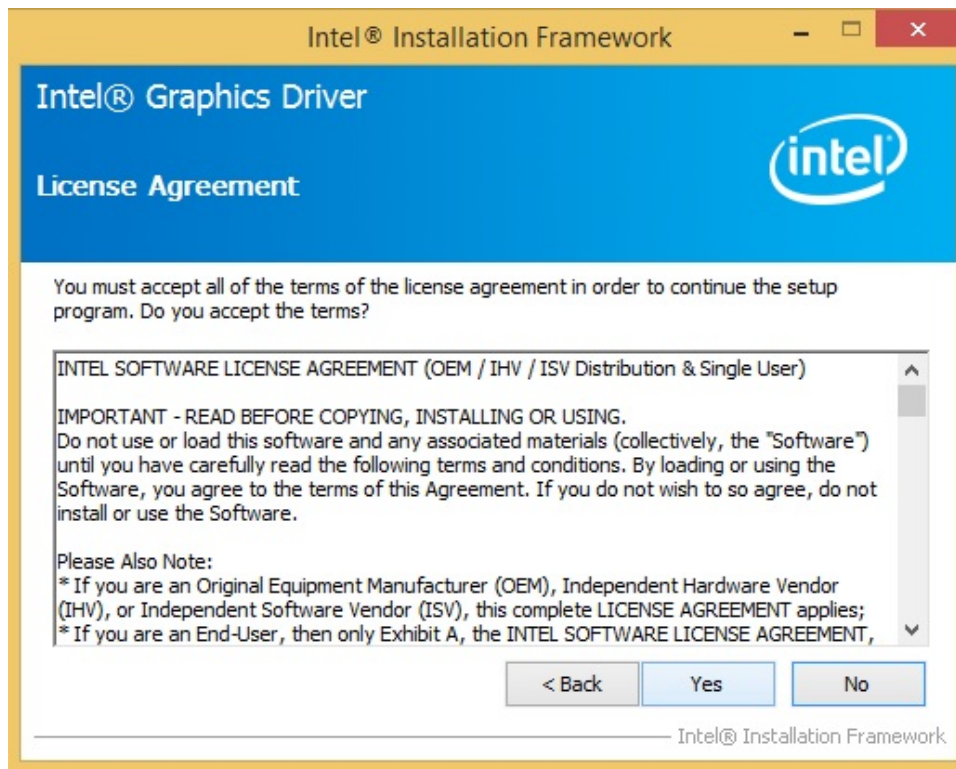 Intel® Installation Framework
Intel® Graphics Driver
intel®
License Agreement
You must accept all of the terms of the license agreement in order to continue the setup
program. Do you accept the terms?
INTEL SOFTWARE LICENSE AGREEMENT (OEM / IHV / ISV Distribution & Single User)
IMPORTANT - READ BEFORE COPYING, INSTALLING OR USING.
Do not use or load this software and any associated materials (collectively, the "Software")
until you have carefully read the following terms and conditions. By loading or using the
Software, you agree to the terms of this Agreement. If you do not wish to so agree, do not
install or use the Software.
Please Also Note:
* If you are an Original Equipment Manufacturer (OEM), Independent Hardware Vendor
(IHV), or Independent Software Vendor (ISV), this complete LICENSE AGREEMENT applies;
* If you are an End-User, then only Exhibit A, the INTEL SOFTWARE LICENSE AGREEMENT,
< Back Yes No
Intel® Installation Framework